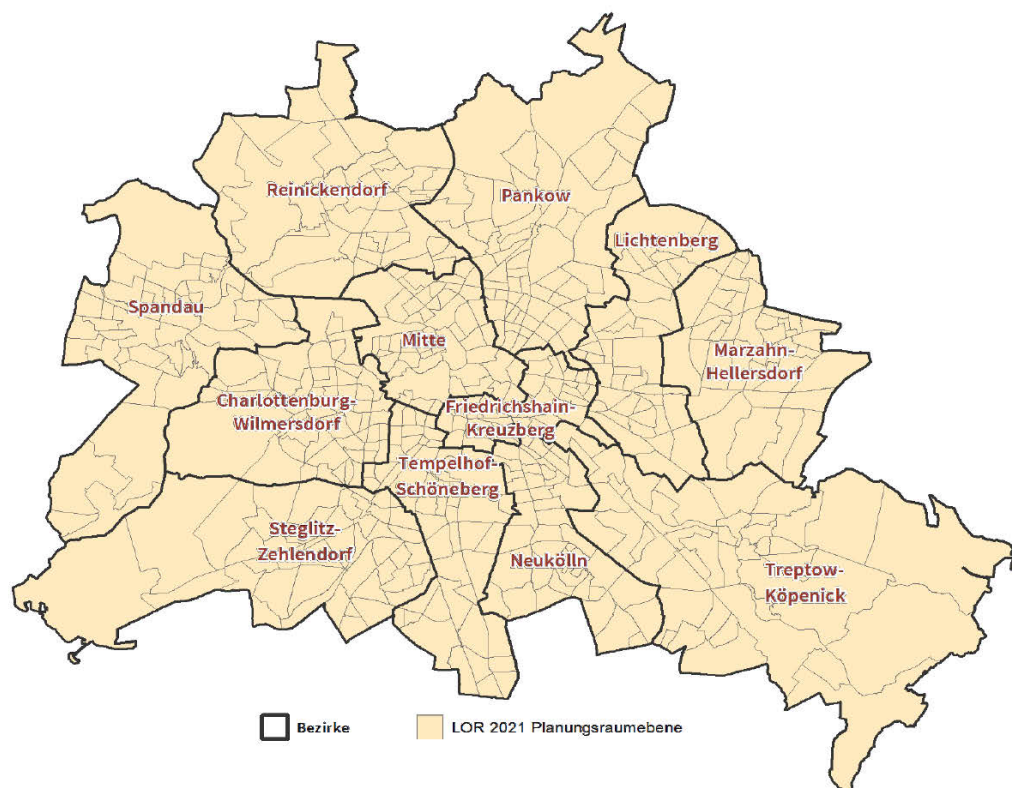 Reinickendorf
Pankow
Lichtenberg
Spandau
Mitte
Marzahn-
Hellersdorf
Charlottenburg-
Wilmersdorf
Friedrichshain-
Kreuzberg
Tempelhof-
Schöneberg
Steglitz-
Zehlendorf
Neukölln
Treptow-
Köpenick
Bezirke
LOR 2021 Planungsraumebene